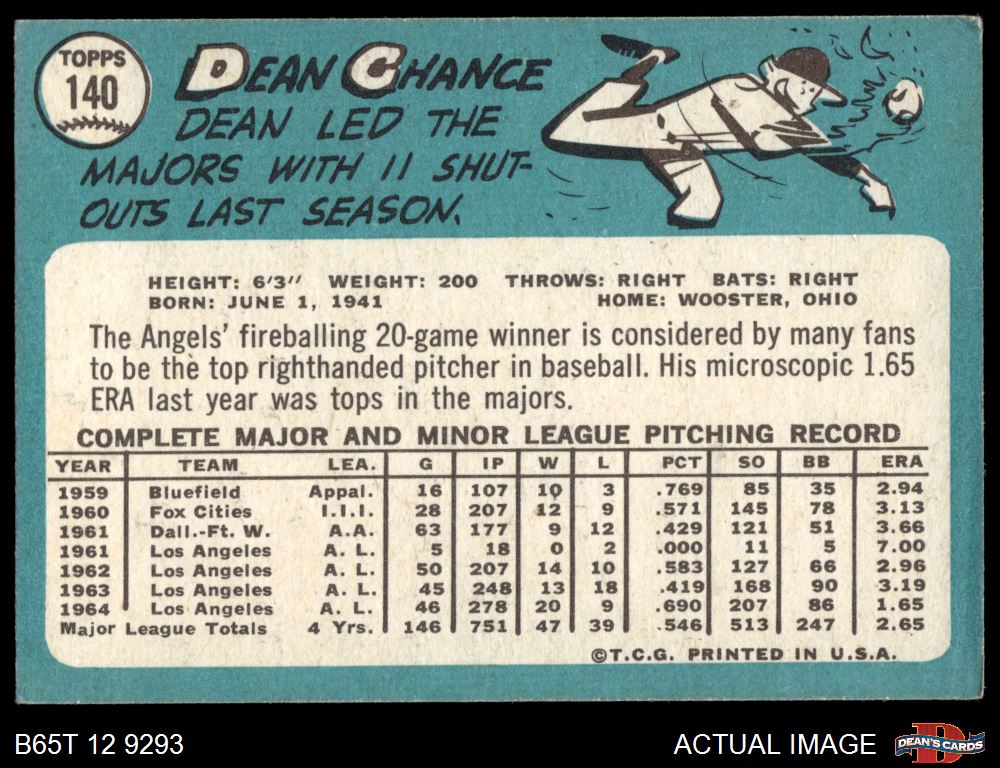 TOPPS
140
DEAN CHANCE
DEAN LED THE
MAJORS WITH 11 SHUT-
OUTS LAST SEASON.
HEIGHT: 6'3" WEIGHT: 200 THROWS: RIGHT BATS: RIGHT
BORN: JUNE 1, 1941 HOME: WOOSTER, OHIO
The Angels' fireballing 20-game winner is considered by many fans
to be the top righthanded pitcher in baseball. His microscopic 1.65
ERA last year was tops in the majors.
COMPLETE MAJOR AND MINOR LEAGUE PITCHING RECORD
YEAR TEAM LEA. G IP W L PCT SO BB ERA
1959 Bluefield Appal. 16 107 10 3 .769 85 35 2.94
1960 Fox Cities I.I.I. 28 207 12 9 .571 145 78 3.13
1961 Dall.-Ft. W. A.A. 63 177 9 12 .429 121 51 3.66
1961 Los Angeles A. L. 5 18 0 2 .000 11 5 7.00
1962 Los Angeles A. L. 50 207 14 10 .583 127 66 2.96
1963 Los Angeles A. L. 45 248 13 18 .419 168 90 3.19
1964 Los Angeles A. L. 46 278 20 9 .690 207 86 1.65
Major League Totals 4 Yrs. 146 751 47 39 .546 513 247 2.65
©T.C.G. PRINTED IN U.S.A.
B65T 12 9293
ACTUAL IMAGE
D
DEAN'S CARDS